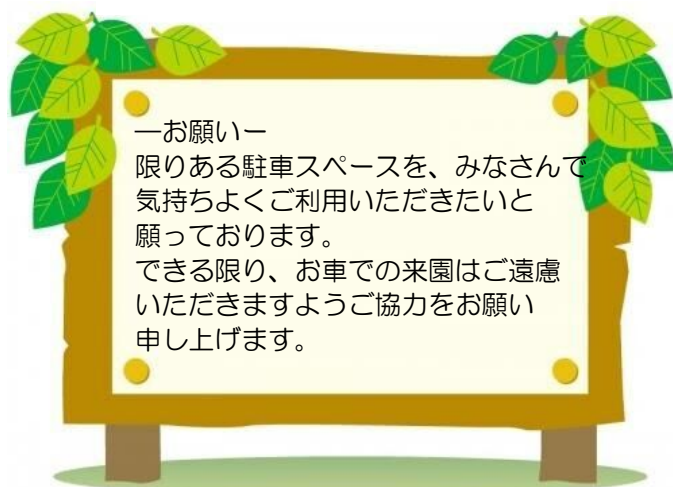 ―お願いー
限りある駐車スペースを、みなさんで
気持ちよくご利用いただきたいと
願っております。
できる限り、お車での来園はご遠慮
いただきますようご協力をお願い
申し上げます。